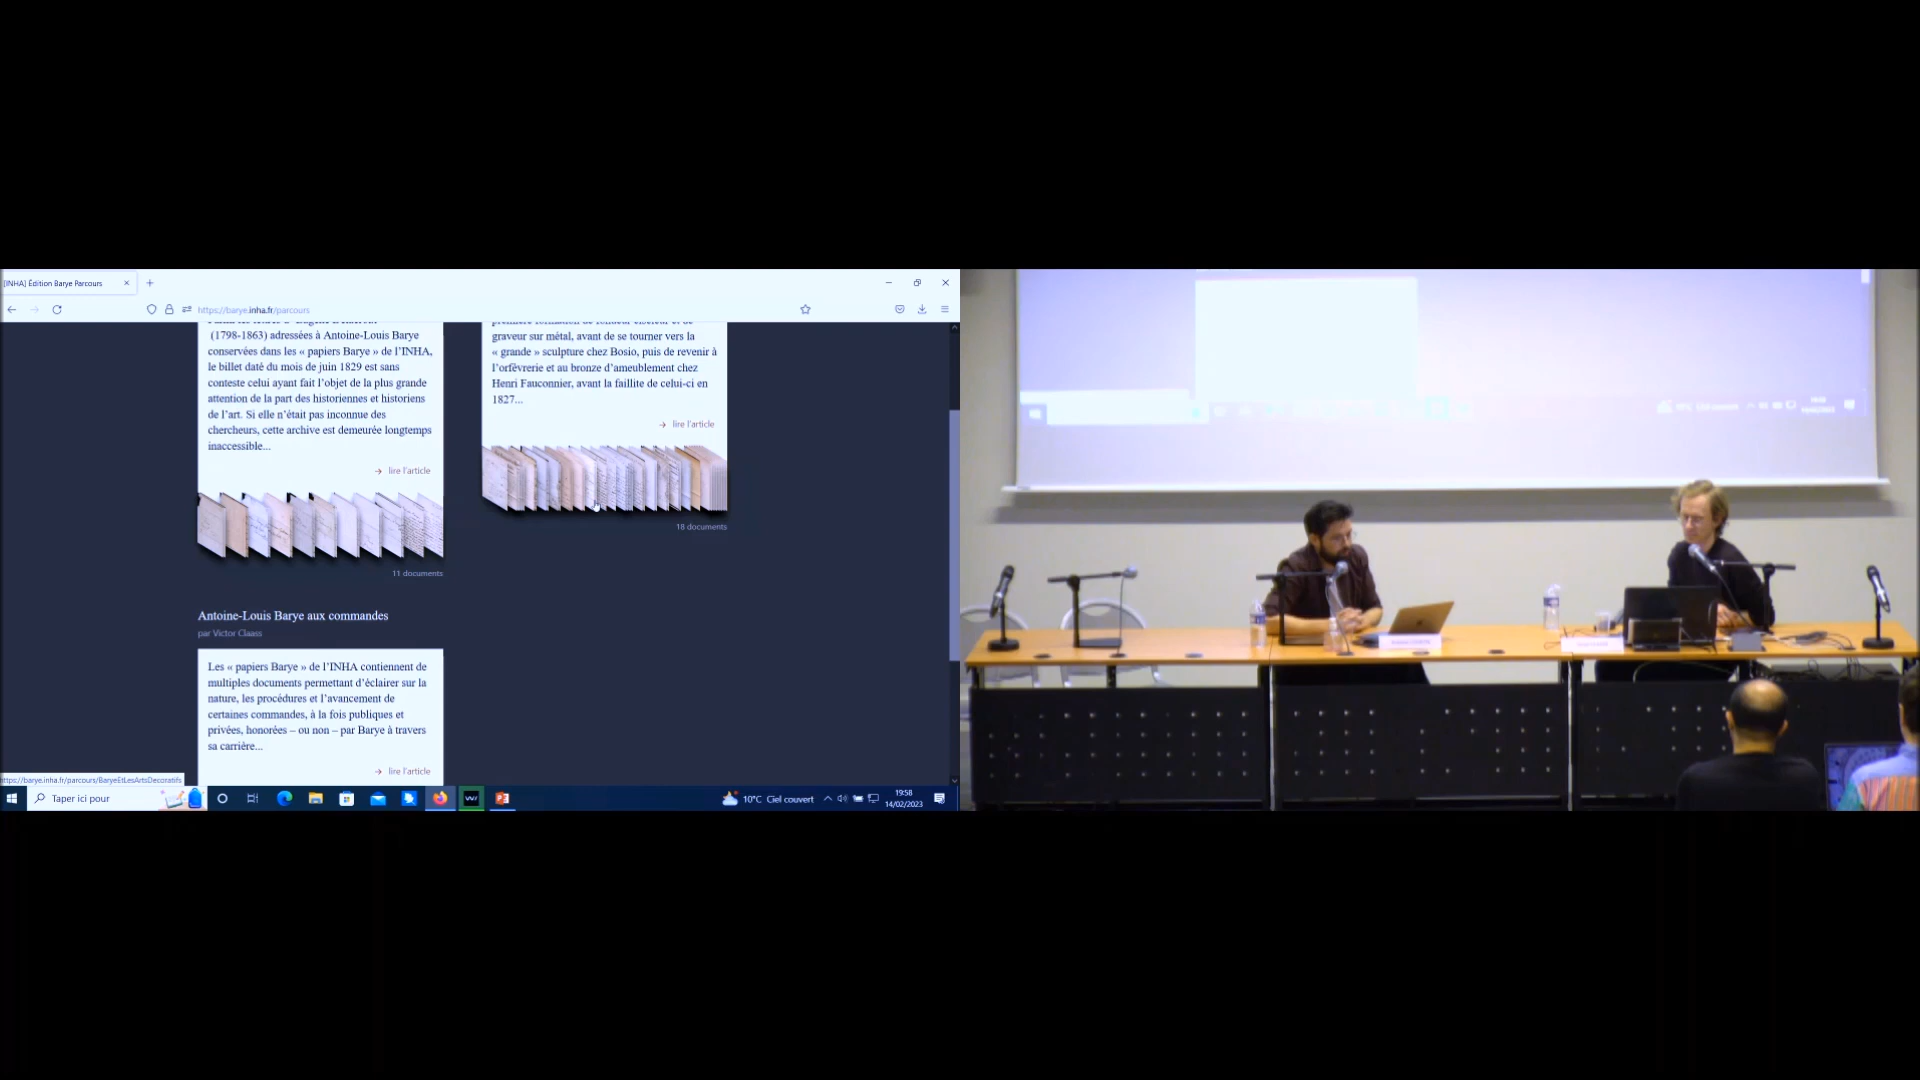 [INHA] Édition Barye Parcours
https://barye.inha.fr/parcours
(1798-1863) adressées à Antoine-Louis Barye
conservées dans les « papiers Barye » de l'INHA,
le billet daté du mois de juin 1829 est sans
conteste celui ayant fait l'objet de la plus grande
attention de la part des historiennes et historiens
de l'art. Si elle n'était pas inconnue des
chercheurs, cette archive est demeurée longtemps
inaccessible...
→ lire l'article
11 documents
première formation de fondeur ciseleur et de
graveur sur métal, avant de se tourner vers la
« grande » sculpture chez Bosio, puis de revenir à
l'orfèvrerie et au bronze d'ameublement chez
Henri Fauconnier, avant la faillite de celui-ci en
1827...
→ lire l'article
18 documents
Antoine-Louis Barye aux commandes
par Victor Claass
Les « papiers Barye » de l'INHA contiennent de
multiples documents permettant d'éclairer sur la
nature, les procédures et l'avancement de
certaines commandes, à la fois publiques et
privées, honorées – ou non – par Barye à travers
sa carrière...
→ lire l'article
https://barye.inha.fr/parcours/BaryeEtLesArtsDecoratifs
Taper ici pour
10°C Ciel couvert
19:58
14/02/2023